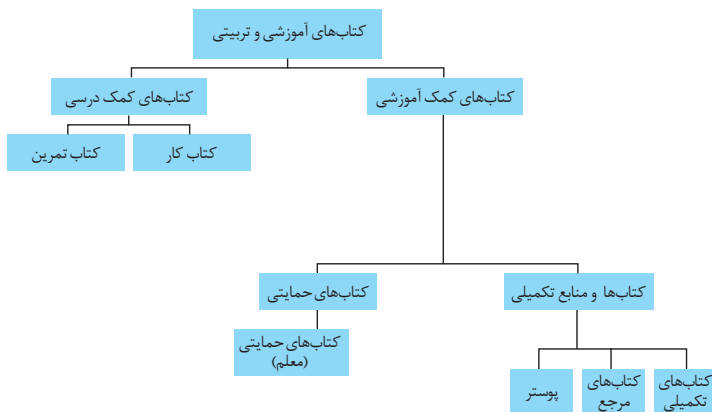 کتاب‌های آموزشی و تربیتی
کتاب‌های کمک آموزشی
کتاب‌های کمک درسی
کتاب کار
کتاب تمرین
کتاب‌ها و منابع تکمیلی
کتاب‌های حمایتی
کتاب‌های حمایتی
(معلم)
کتاب‌های
تکمیلی
کتاب‌های
مرجع
پوستر